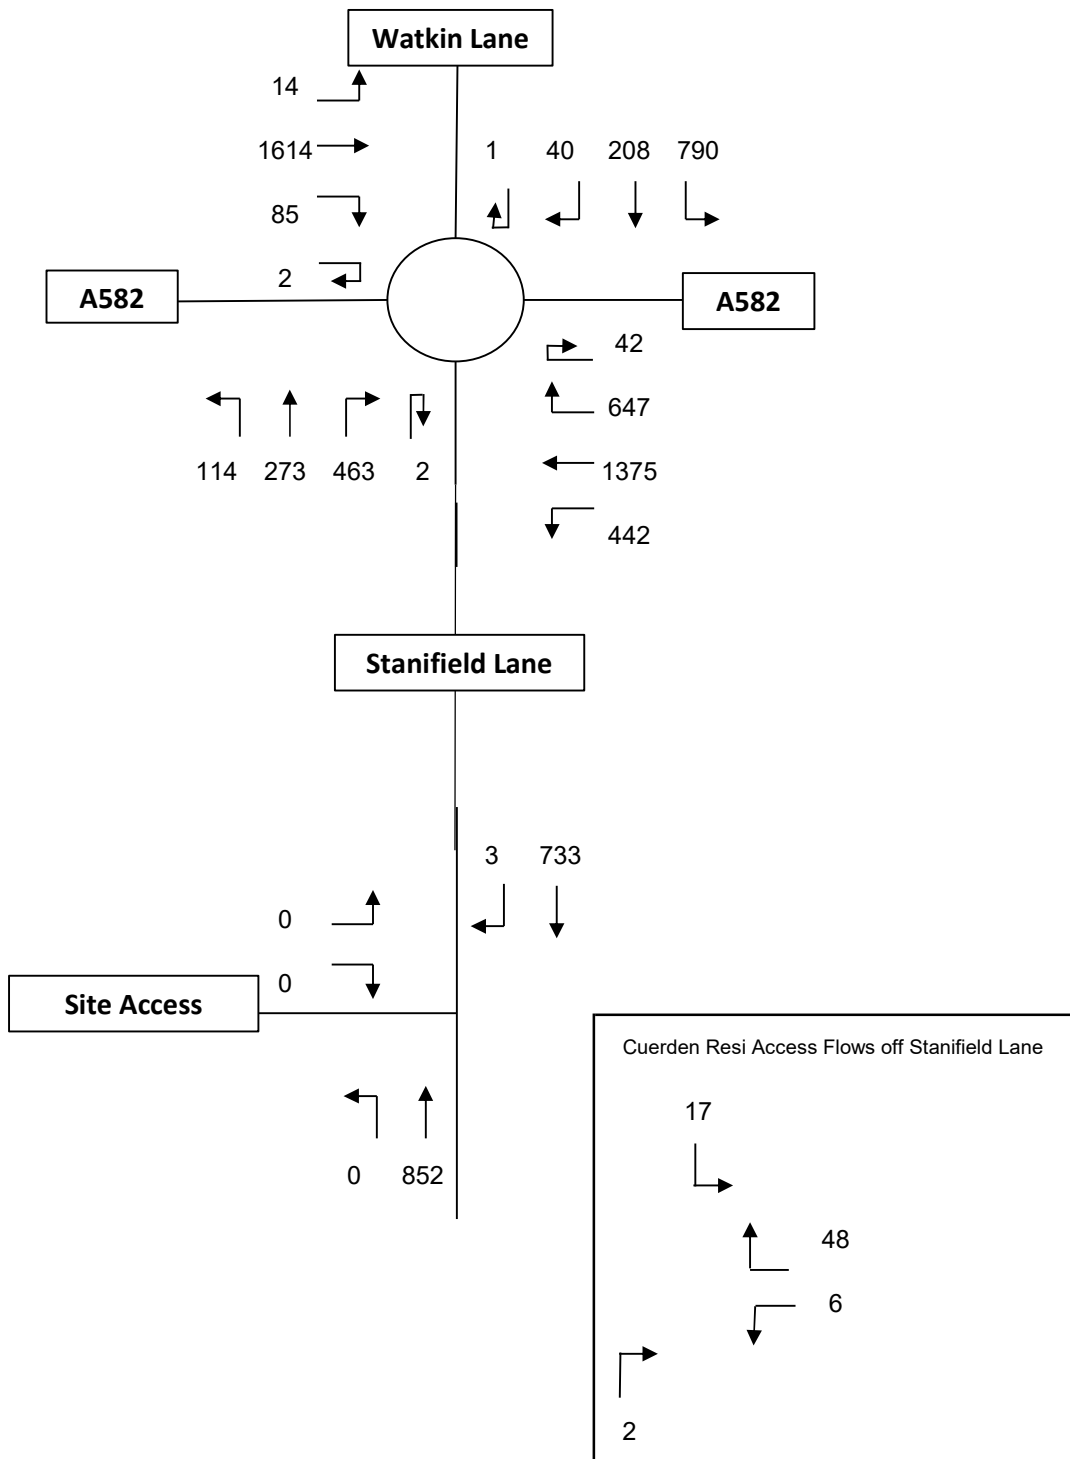 Watkin Lane
14
1614
85
2
1 40 208 790
A582
A582
42
647
1375
442
114 273 463 2
Stanifield Lane
3 733
0
0
Site Access
0 852
Cuerden Resi Access Flows off Stanifield Lane
17
48
6
2